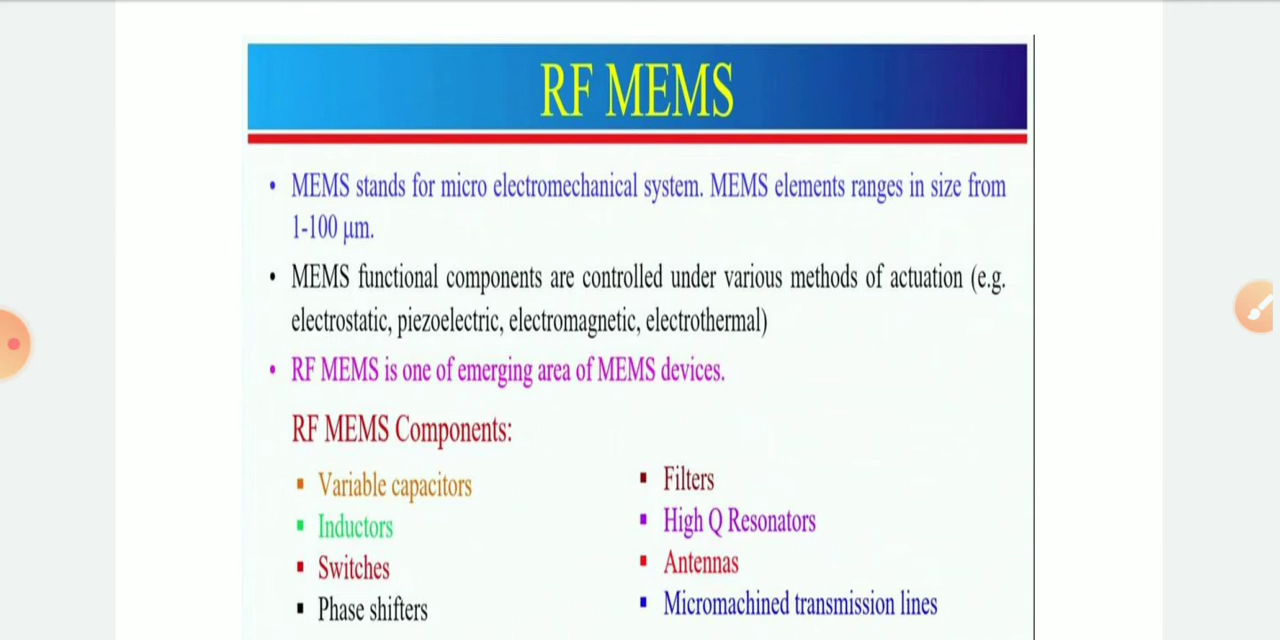 RF MEMS
• MEMS stands for micro electromechanical system. MEMS elements ranges in size from
1-100 μm.
• MEMS functional components are controlled under various methods of actuation (e.g.
electrostatic, piezoelectric, electromagnetic, electrothermal)
• RF MEMS is one of emerging area of MEMS devices.
RF MEMS Components:
▪ Variable capacitors
▪ Inductors
▪ Switches
▪ Phase shifters
▪ Filters
▪ High Q Resonators
▪ Antennas
▪ Micromachined transmission lines